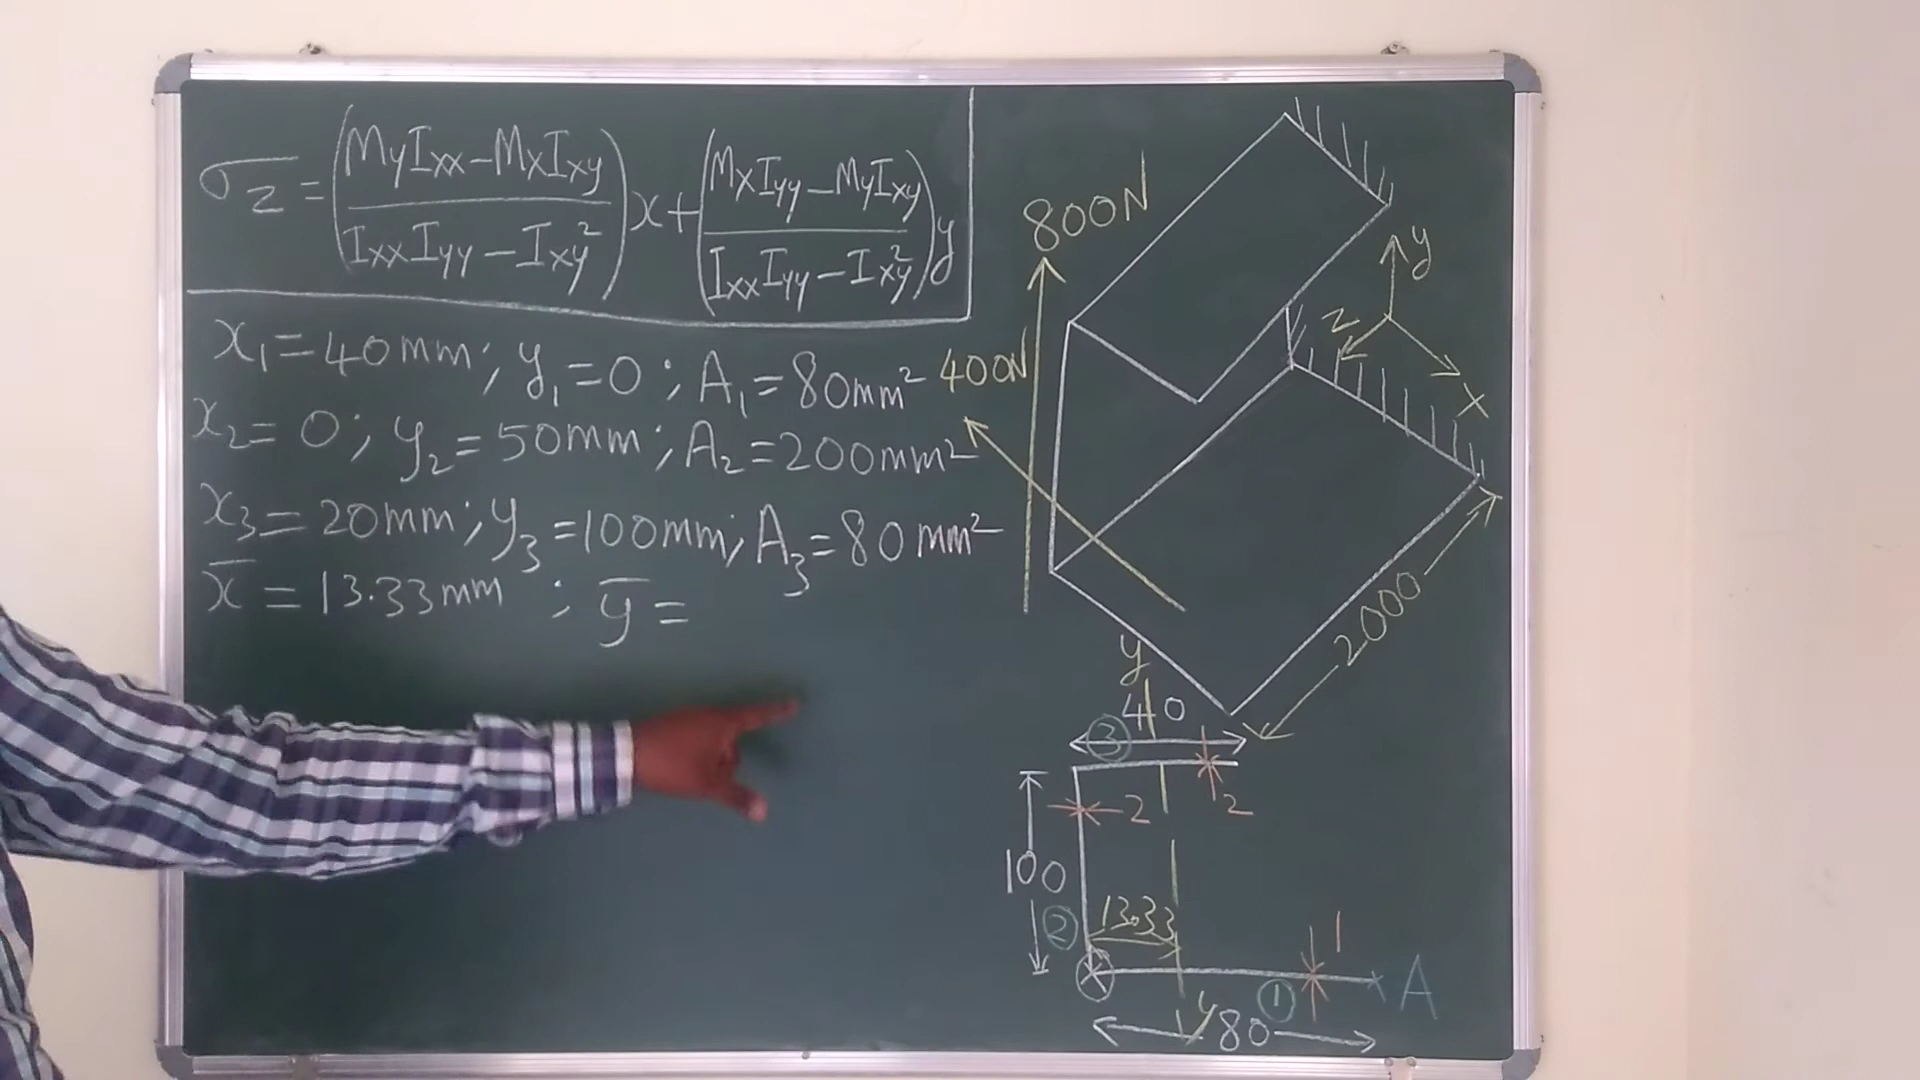 σz = (MyIxx – MxIxy / IxxIyy – Ixy²)x + (MxIyy – MyIxy / IxxIyy – Ixy²)y
x₁ = 40mm ; y₁ = 0 ; A₁ = 80mm²
x₂ = 0 ; y₂ = 50mm ; A₂ = 200mm²
x₃ = 20mm ; y₃ = 100mm ; A₃ = 80mm²
x̄ = 13.33mm ; ȳ =
800N
400N
y
z
x
2000
y
40
③
2
2
100
②
13.33
1
①
A
y
80